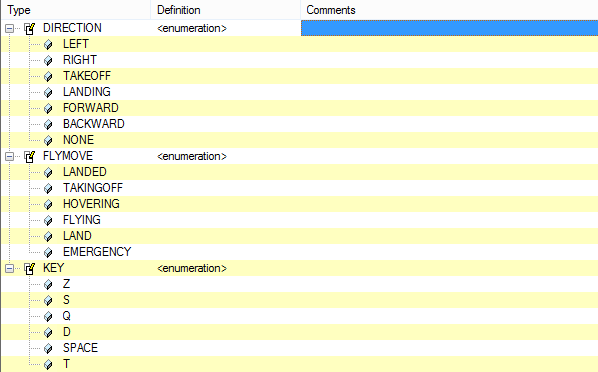 Type Definition Comments
DIRECTION <enumeration>
LEFT
RIGHT
TAKEOFF
LANDING
FORWARD
BACKWARD
NONE
FLYMOVE <enumeration>
LANDED
TAKINGOFF
HOVERING
FLYING
LAND
EMERGENCY
KEY <enumeration>
Z
S
Q
D
SPACE
T